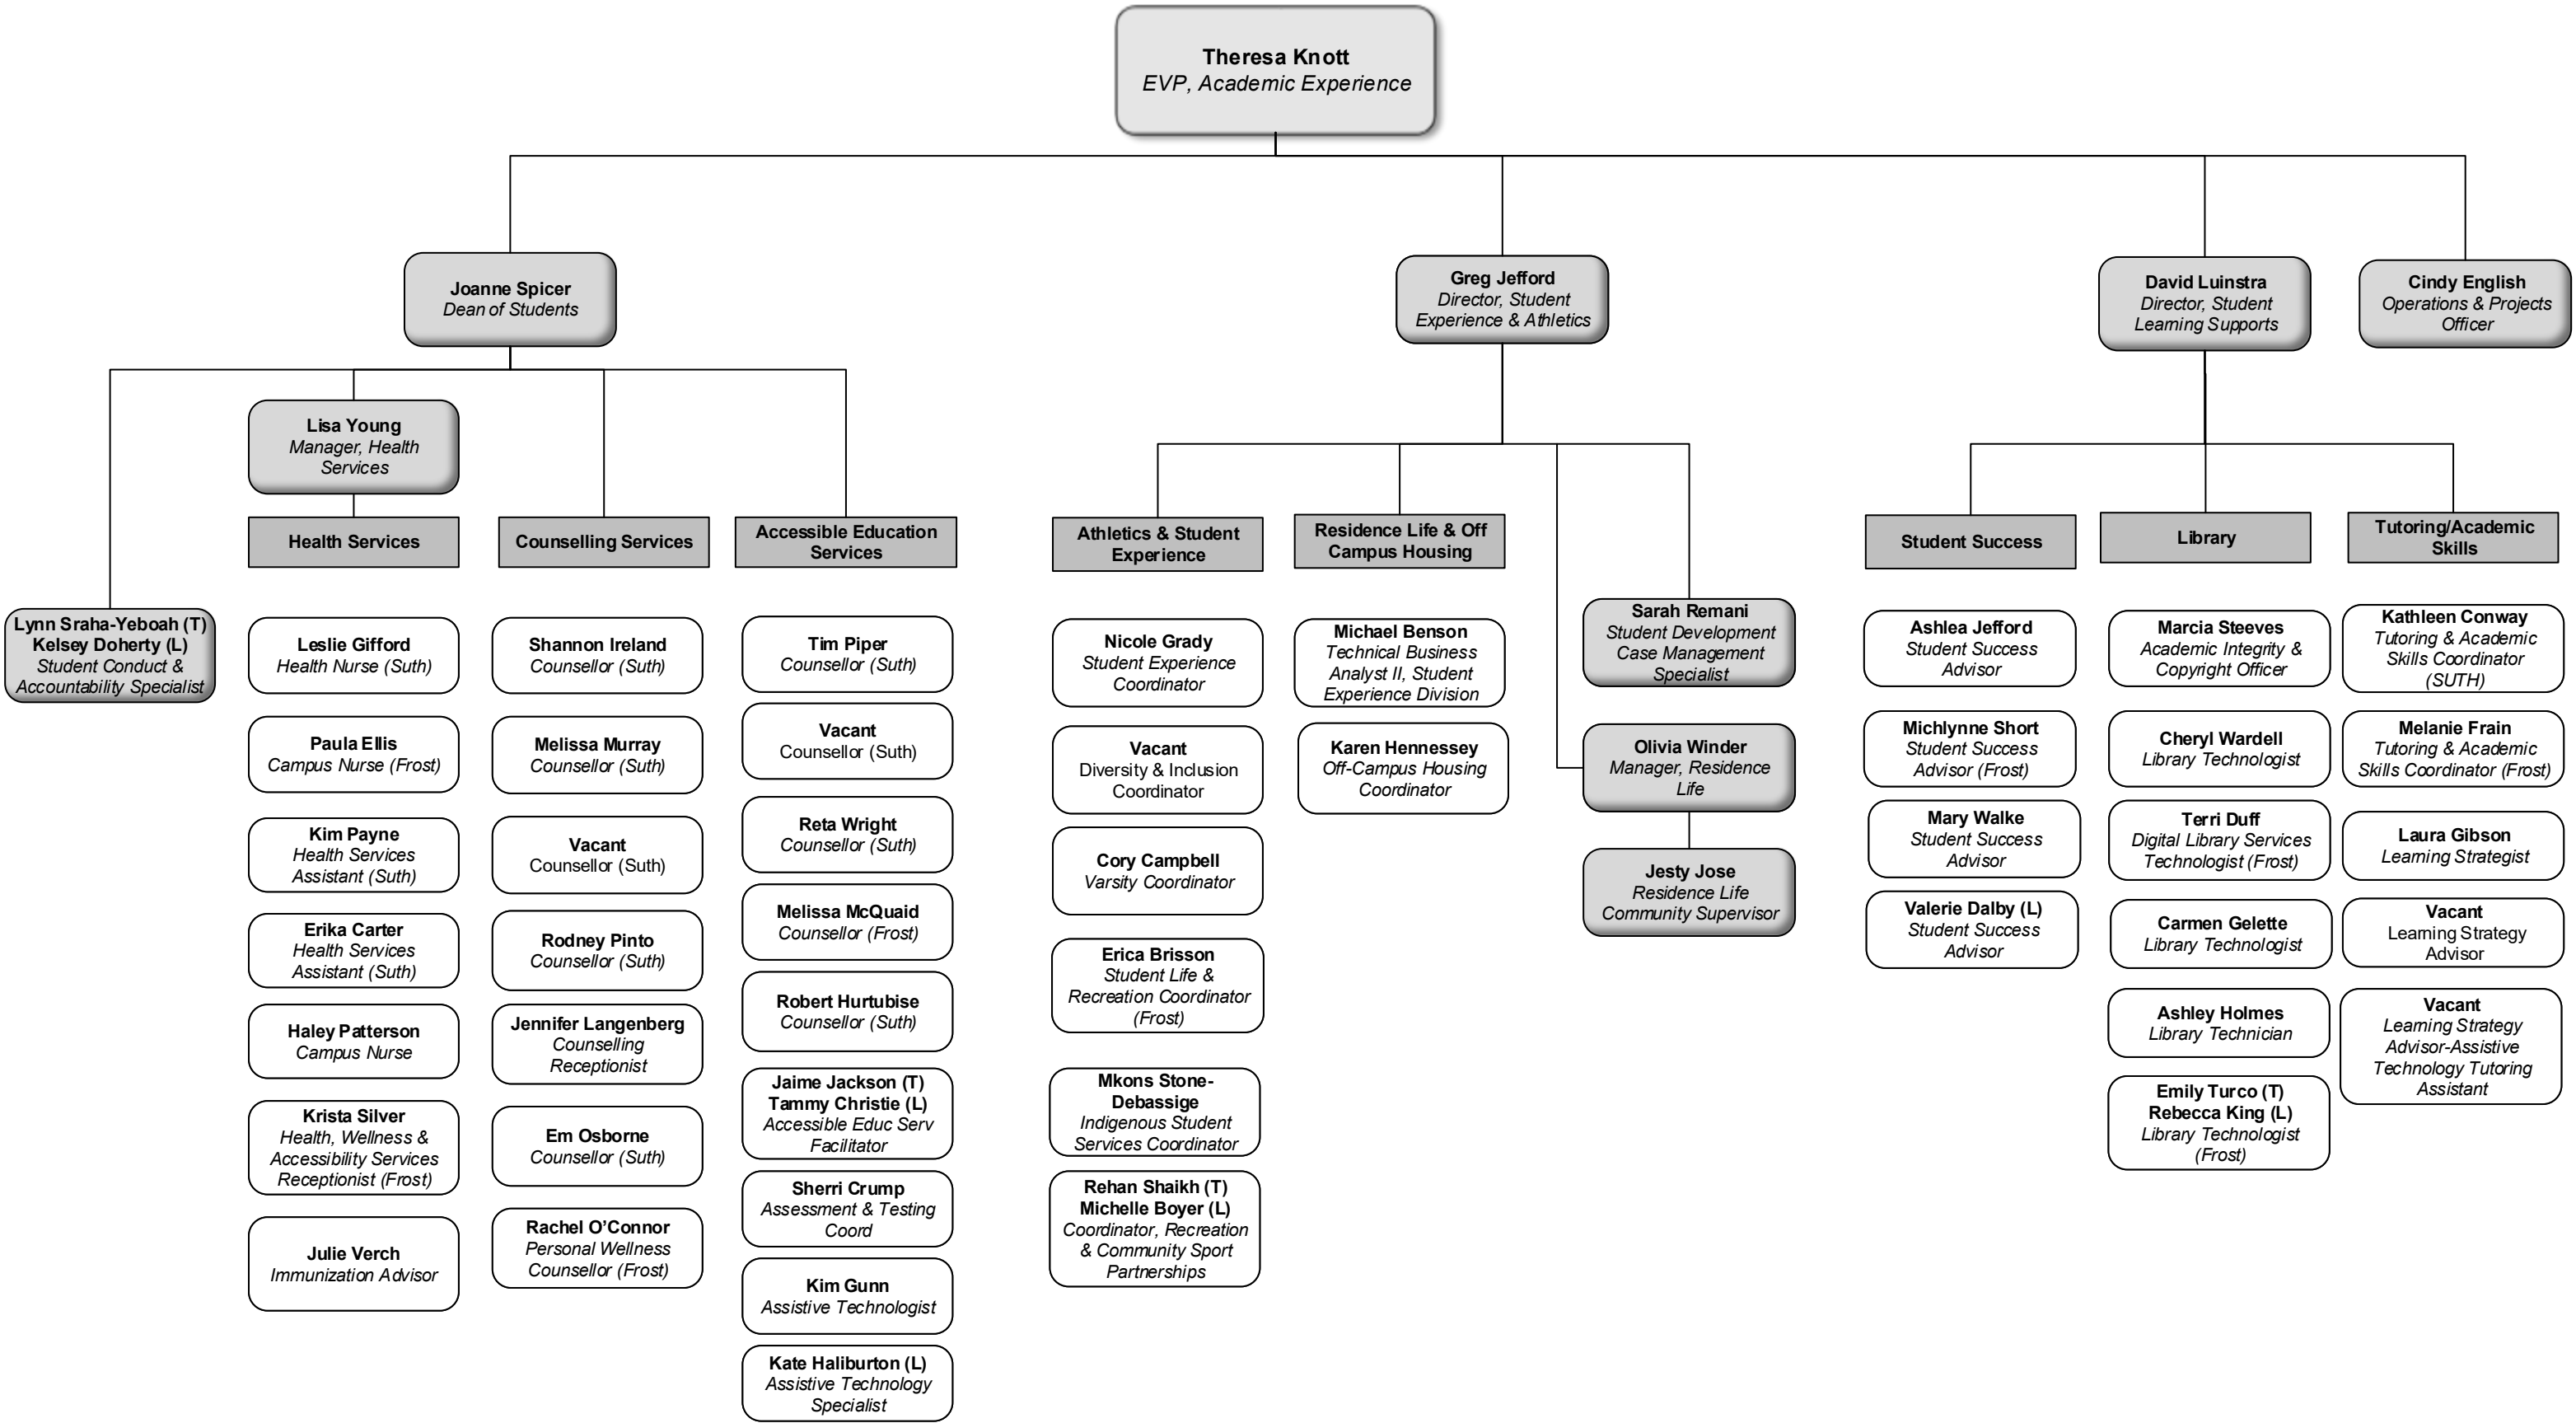 Theresa Knott
EVP, Academic Experience
Joanne Spicer
Dean of Students
Greg Jefford
Director, Student
Experience & Athletics
David Luinstra
Director, Student
Learning Supports
Cindy English
Operations & Projects
Officer
Lisa Young
Manager, Health
Services
Health Services
Counselling Services
Accessible Education
Services
Athletics & Student
Experience
Residence Life & Off
Campus Housing
Student Success
Library
Tutoring/Academic
Skills
Lynn Sraha-Yeboah (T)
Kelsey Doherty (L)
Student Conduct &
Accountability Specialist
Leslie Gifford
Health Nurse (Suth)
Paula Ellis
Campus Nurse (Frost)
Kim Payne
Health Services
Assistant (Suth)
Erika Carter
Health Services
Assistant (Suth)
Haley Patterson
Campus Nurse
Krista Silver
Health, Wellness &
Accessibility Services
Receptionist (Frost)
Julie Verch
Immunization Advisor
Shannon Ireland
Counsellor (Suth)
Melissa Murray
Counsellor (Suth)
Vacant
Counsellor (Suth)
Rodney Pinto
Counsellor (Suth)
Jennifer Langenberg
Counselling
Receptionist
Em Osborne
Counsellor (Suth)
Rachel O’Connor
Personal Wellness
Counsellor (Frost)
Tim Piper
Counsellor (Suth)
Vacant
Counsellor (Suth)
Reta Wright
Counsellor (Suth)
Melissa McQuaid
Counsellor (Frost)
Robert Hurtubise
Counsellor (Suth)
Jaime Jackson (T)
Tammy Christie (L)
Accessible Educ Serv
Facilitator
Sherri Crump
Assessment & Testing
Coord
Kim Gunn
Assistive Technologist
Kate Haliburton (L)
Assistive Technology
Specialist
Nicole Grady
Student Experience
Coordinator
Vacant
Diversity & Inclusion
Coordinator
Cory Campbell
Varsity Coordinator
Erica Brisson
Student Life &
Recreation Coordinator
(Frost)
Mkons Stone-
Debassige
Indigenous Student
Services Coordinator
Rehan Shaikh (T)
Michelle Boyer (L)
Coordinator, Recreation
& Community Sport
Partnerships
Michael Benson
Technical Business
Analyst II, Student
Experience Division
Karen Hennessey
Off-Campus Housing
Coordinator
Sarah Remani
Student Development
Case Management
Specialist
Olivia Winder
Manager, Residence
Life
Jesty Jose
Residence Life
Community Supervisor
Ashlea Jefford
Student Success
Advisor
Michlynne Short
Student Success
Advisor (Frost)
Mary Walke
Student Success
Advisor
Valerie Dalby (L)
Student Success
Advisor
Marcia Steeves
Academic Integrity &
Copyright Officer
Cheryl Wardell
Library Technologist
Terri Duff
Digital Library Services
Technologist (Frost)
Carmen Gelette
Library Technologist
Ashley Holmes
Library Technician
Emily Turco (T)
Rebecca King (L)
Library Technologist
(Frost)
Kathleen Conway
Tutoring & Academic
Skills Coordinator
(SUTH)
Melanie Frain
Tutoring & Academic
Skills Coordinator (Frost)
Laura Gibson
Learning Strategist
Vacant
Learning Strategy
Advisor
Vacant
Learning Strategy
Advisor-Assistive
Technology Tutoring
Assistant